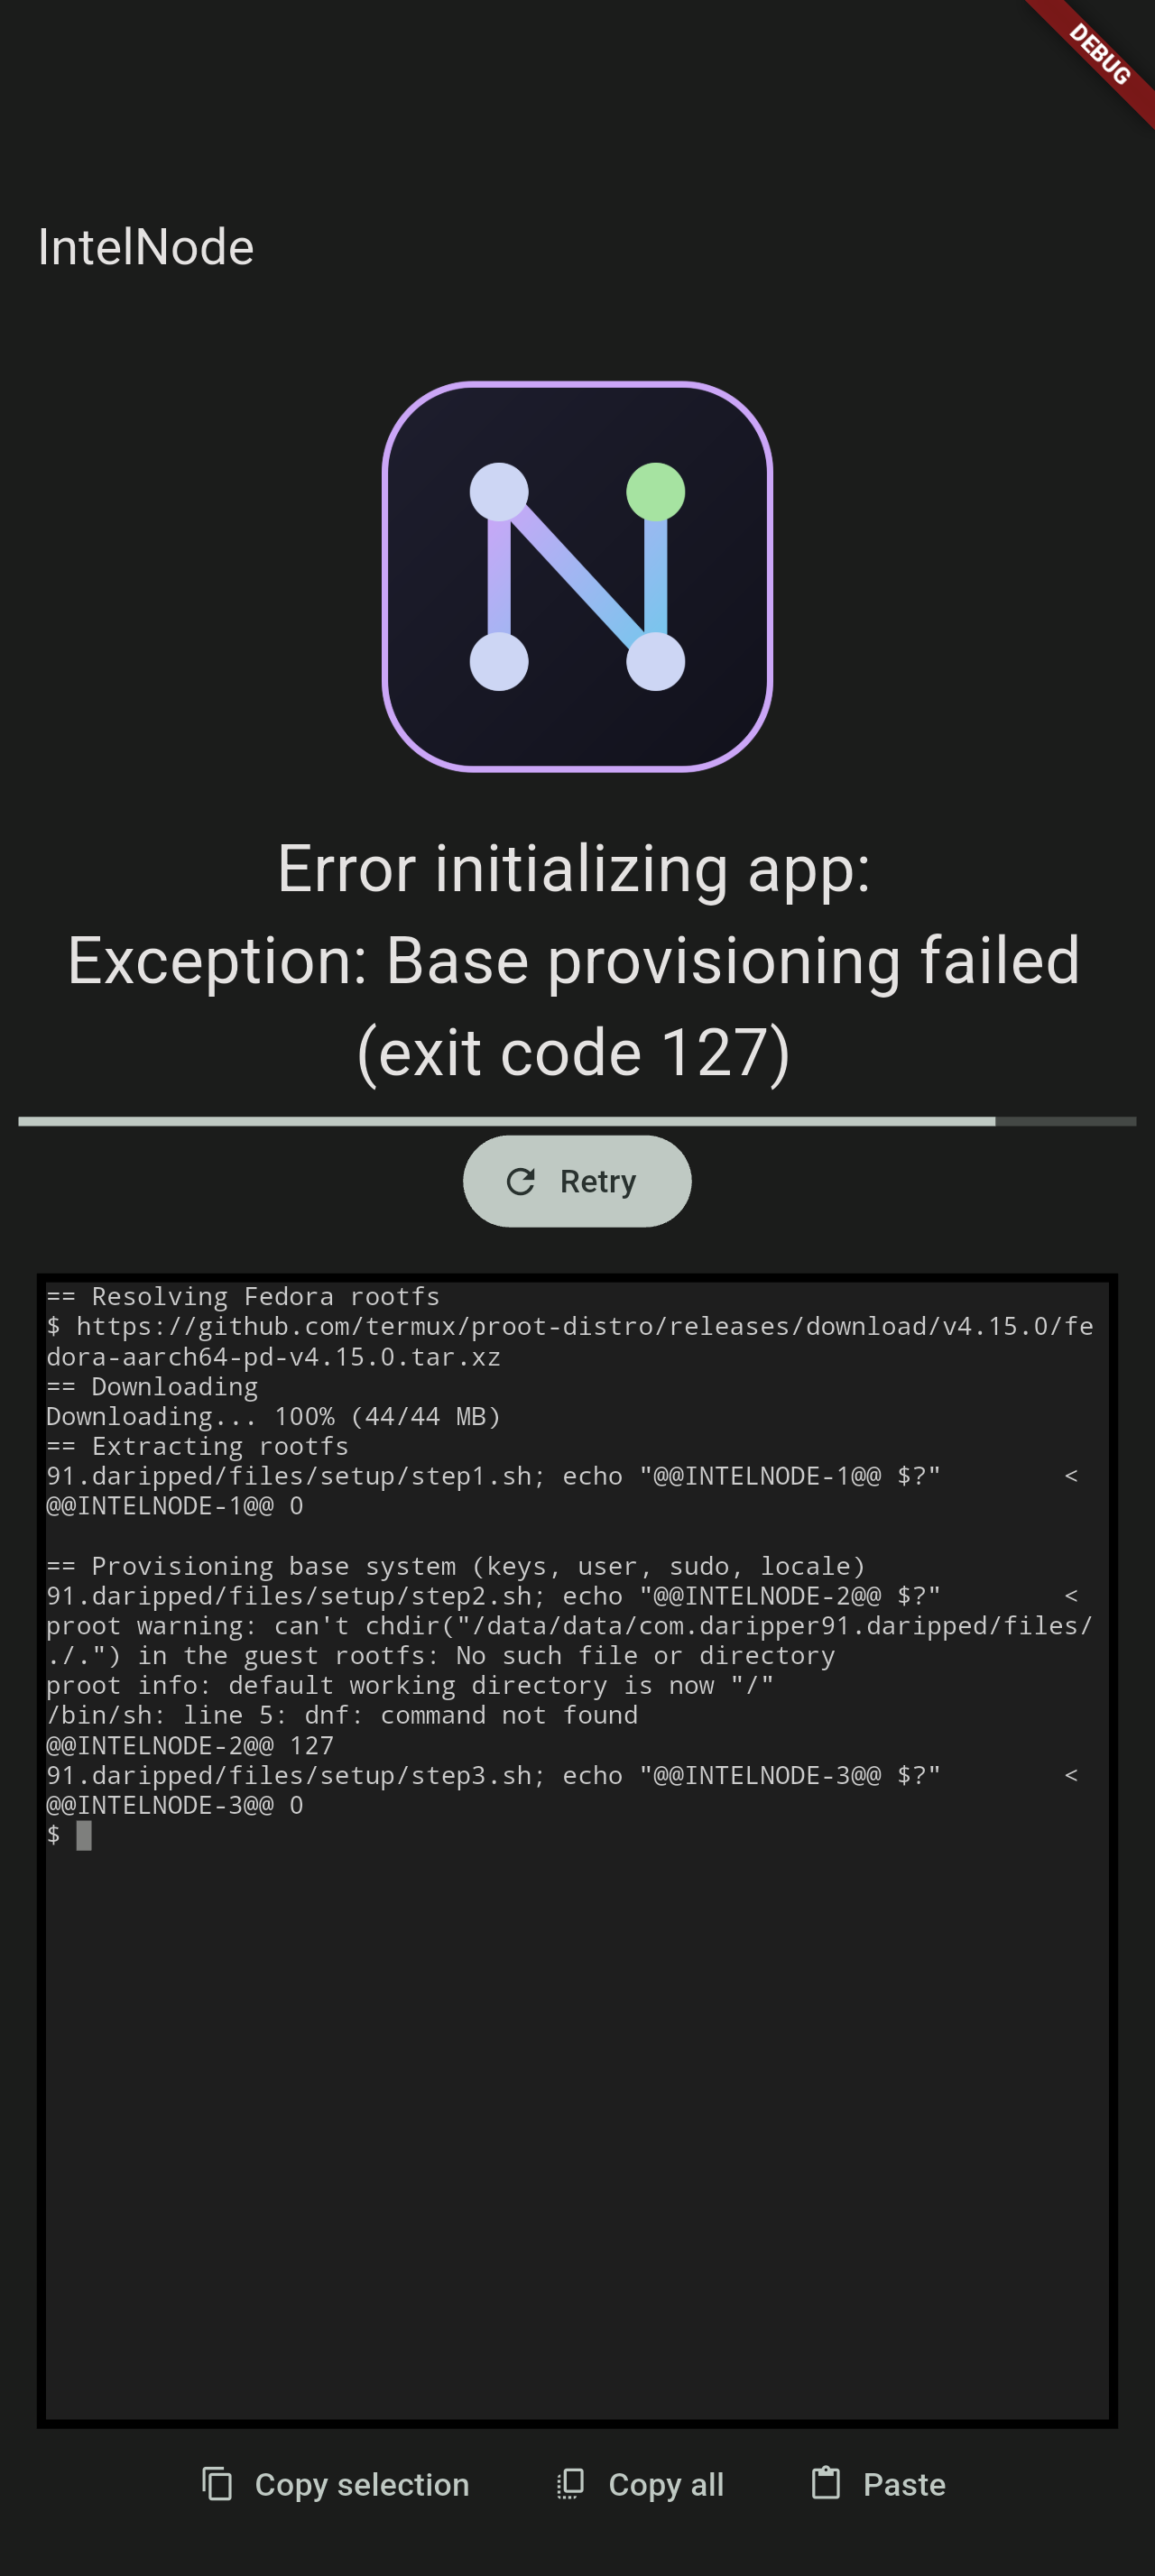 DEBUG
IntelNode
Error initializing app:
Exception: Base provisioning failed
(exit code 127)
Retry
== Resolving Fedora rootfs
$ https://github.com/termux/proot-distro/releases/download/v4.15.0/fe
dora-aarch64-pd-v4.15.0.tar.xz
== Downloading
Downloading... 100% (44/44 MB)
== Extracting rootfs
91.daripped/files/setup/step1.sh; echo "@@INTELNODE-1@@ $?"        <
@@INTELNODE-1@@ 0

== Provisioning base system (keys, user, sudo, locale)
91.daripped/files/setup/step2.sh; echo "@@INTELNODE-2@@ $?"        <
proot warning: can't chdir("/data/data/com.daripper91.daripped/files/
./.") in the guest rootfs: No such file or directory
proot info: default working directory is now "/"
/bin/sh: line 5: dnf: command not found
@@INTELNODE-2@@ 127
91.daripped/files/setup/step3.sh; echo "@@INTELNODE-3@@ $?"        <
@@INTELNODE-3@@ 0
$
Copy selection
Copy all
Paste